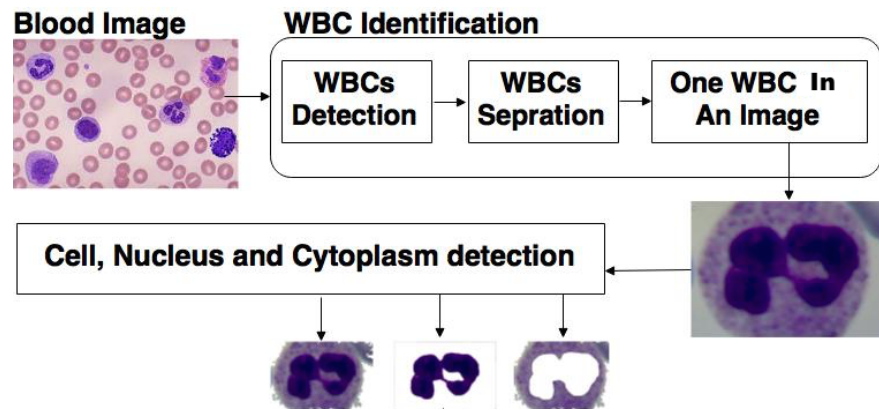 Blood Image
WBC Identification
WBCs
Detection
WBCs
Sepration
One WBC In
An Image
Cell, Nucleus and Cytoplasm detection